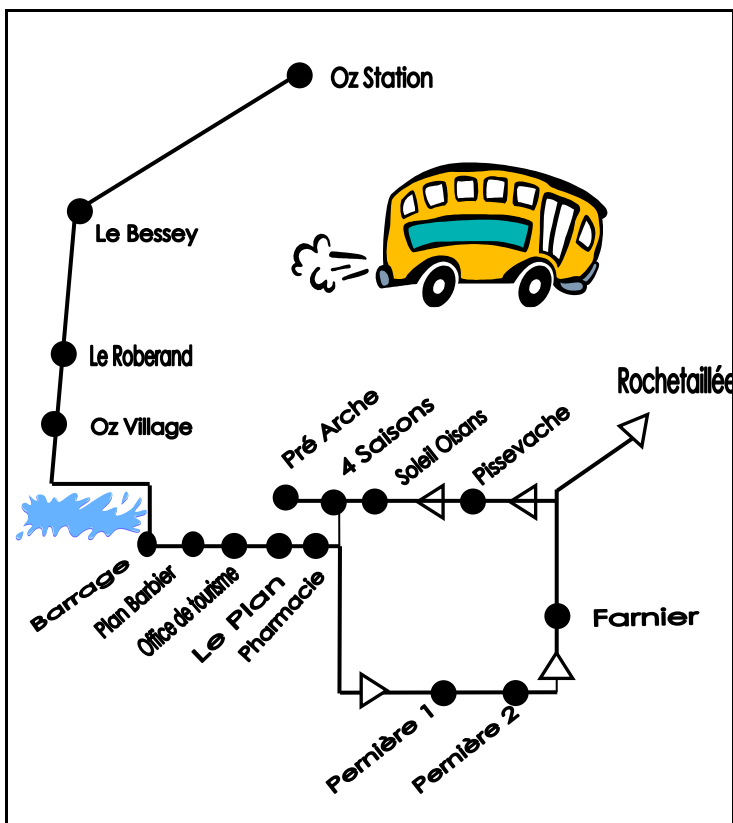 Oz Station
Le Bessey
Le Roberand
Oz Village
Rochetaillée
Pré Arche
4 Saisons
Soleil Oisans
Pissevache
Barrage
Plan Barbier
Office de tourisme
Le Plan
Pharmacie
Farnier
Pernière 1
Pernière 2